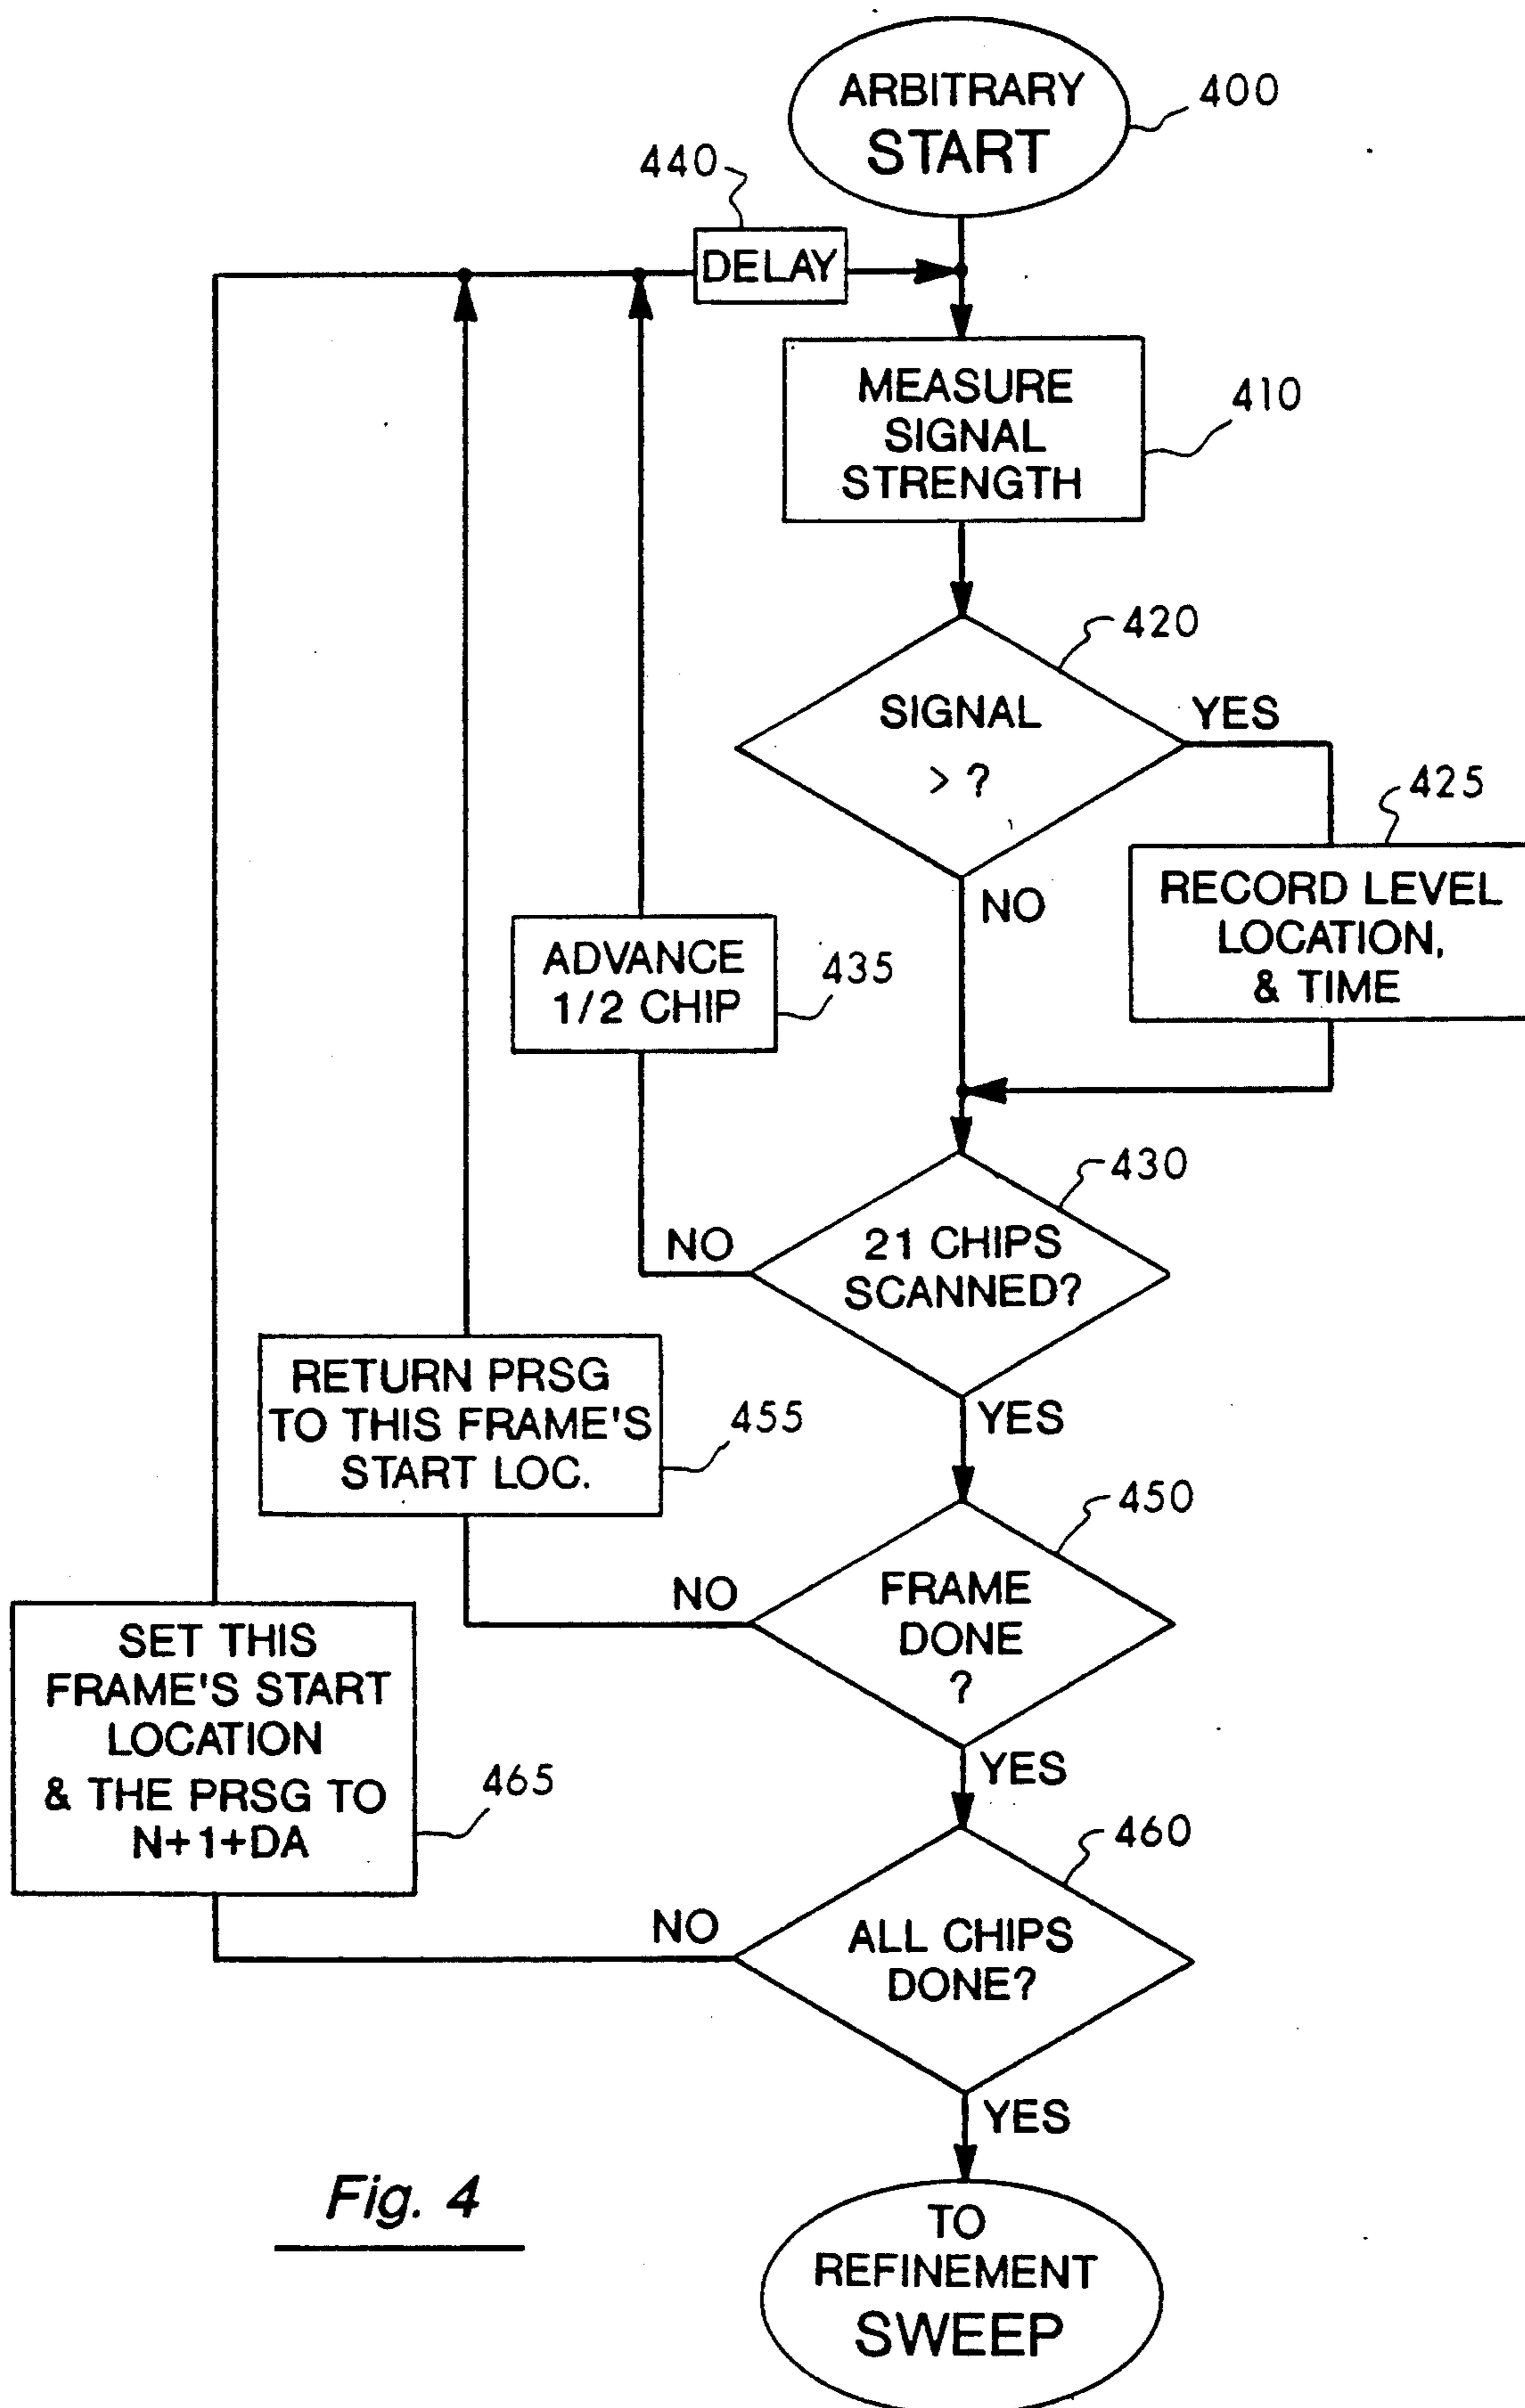 ARBITRARY
START
400
440
DELAY
MEASURE
SIGNAL
STRENGTH
410
420
SIGNAL
> ?
YES
425
NO
RECORD LEVEL
LOCATION,
& TIME
ADVANCE
1/2 CHIP
435
430
21 CHIPS
SCANNED?
NO
YES
RETURN PRSG
TO THIS FRAME'S
START LOC.
455
450
FRAME
DONE
?
NO
YES
SET THIS
FRAME'S START
LOCATION
& THE PRSG TO
N+1+DA
465
460
ALL CHIPS
DONE?
NO
YES
TO
REFINEMENT
SWEEP
Fig. 4